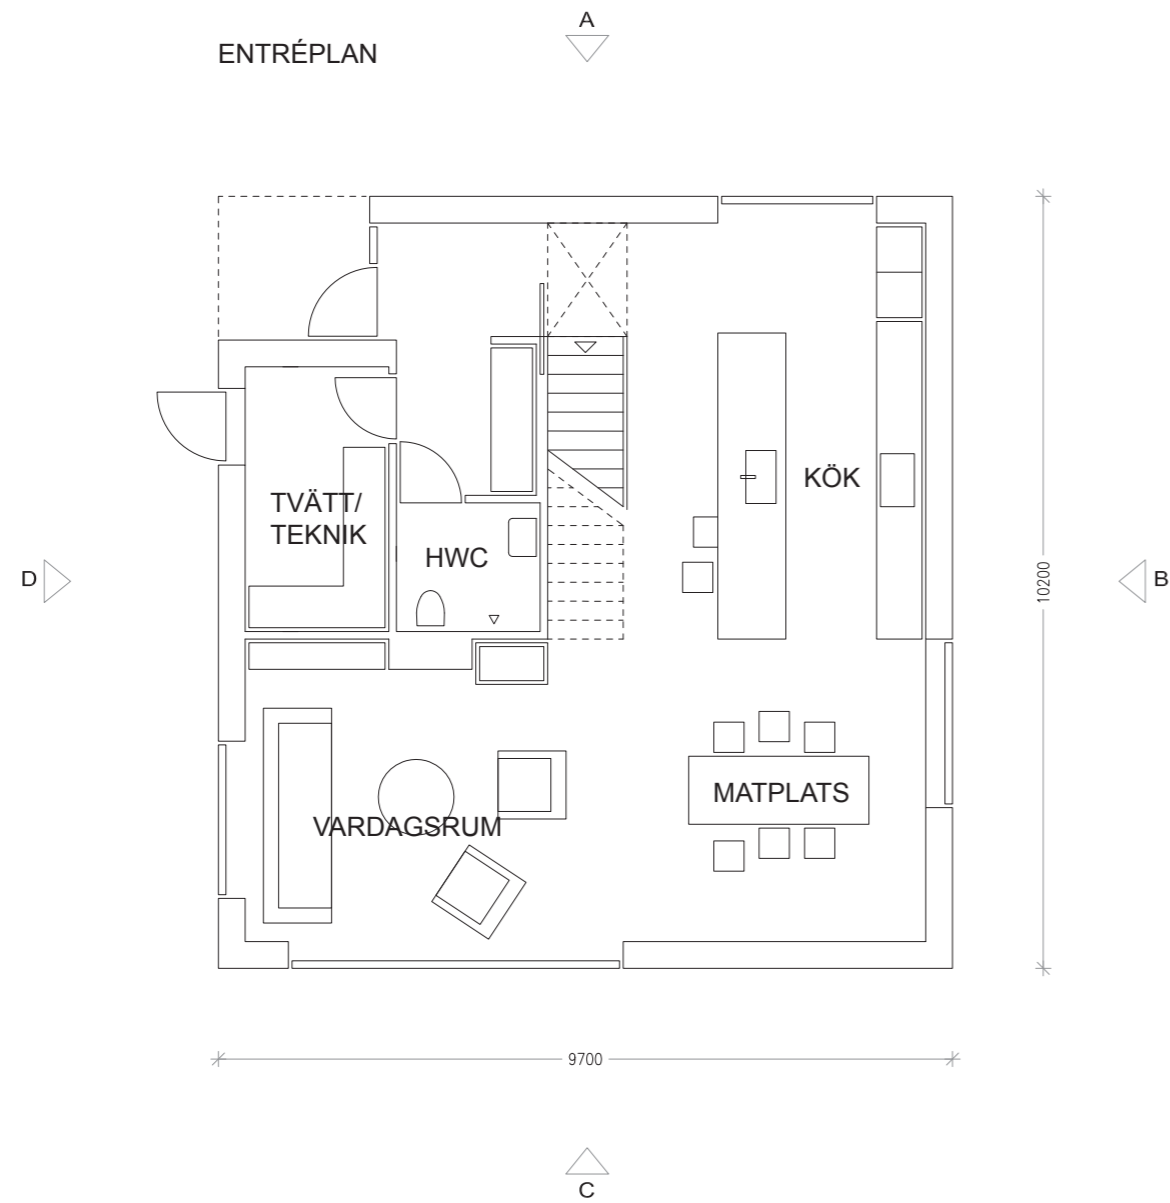 A
ENTRÉPLAN
KÖK
TVÄTT/
TEKNIK
HWC
D
B
10200
MATPLATS
VARDAGSRUM
9700
C